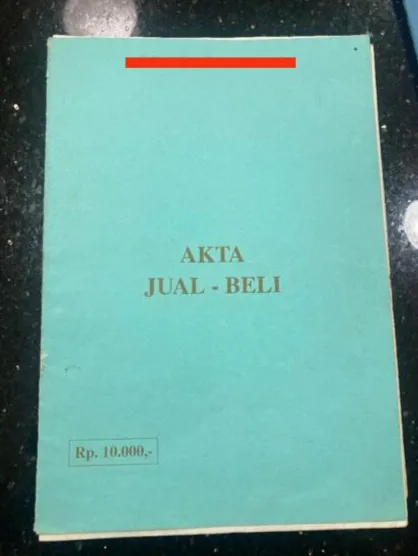 AKTA
JUAL - BELI
Rp. 10.000,-